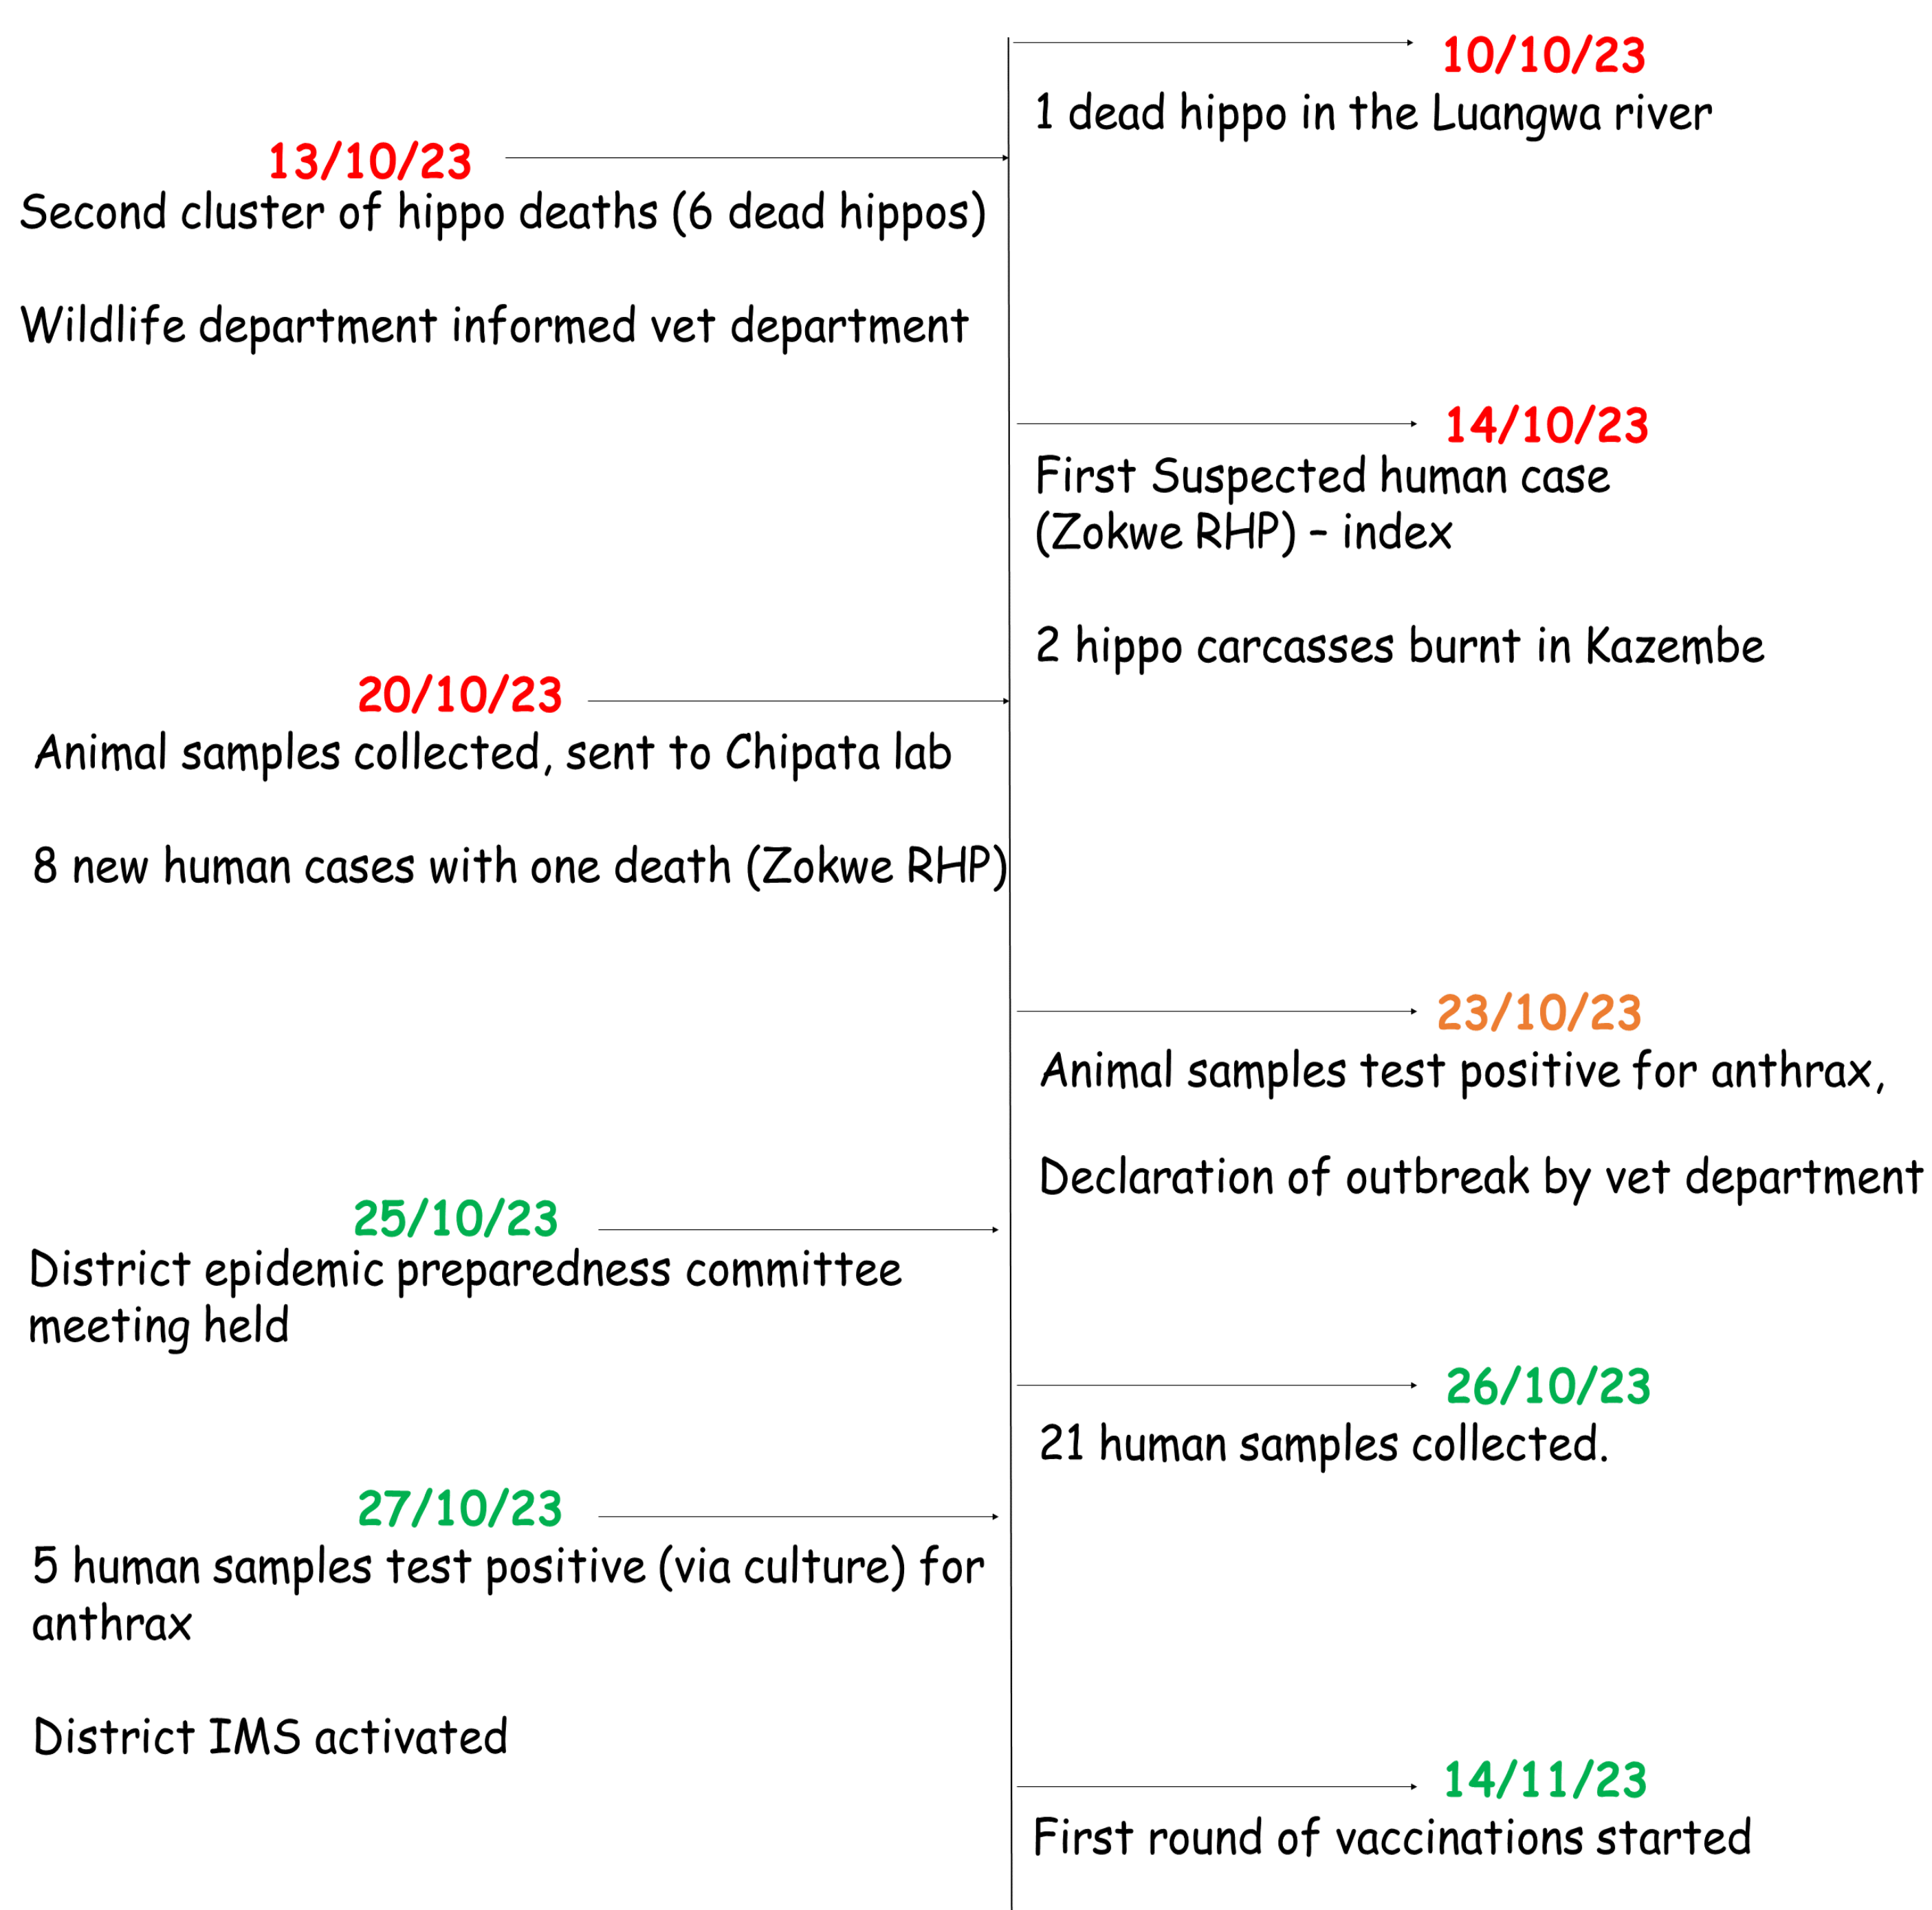 10/10/23
1 dead hippo in the Luangwa river
13/10/23
Second cluster of hippo deaths (6 dead hippos)
Wildlife department informed vet department
14/10/23
First Suspected human case
(Zokwe RHP) – index
2 hippo carcasses burnt in Kazembe
20/10/23
Animal samples collected, sent to Chipata lab
8 new human cases with one death (Zokwe RHP)
23/10/23
Animal samples test positive for anthrax,
Declaration of outbreak by vet department
25/10/23
District epidemic preparedness committee
meeting held
26/10/23
21 human samples collected.
27/10/23
5 human samples test positive (via culture) for
anthrax
District IMS activated
14/11/23
First round of vaccinations started